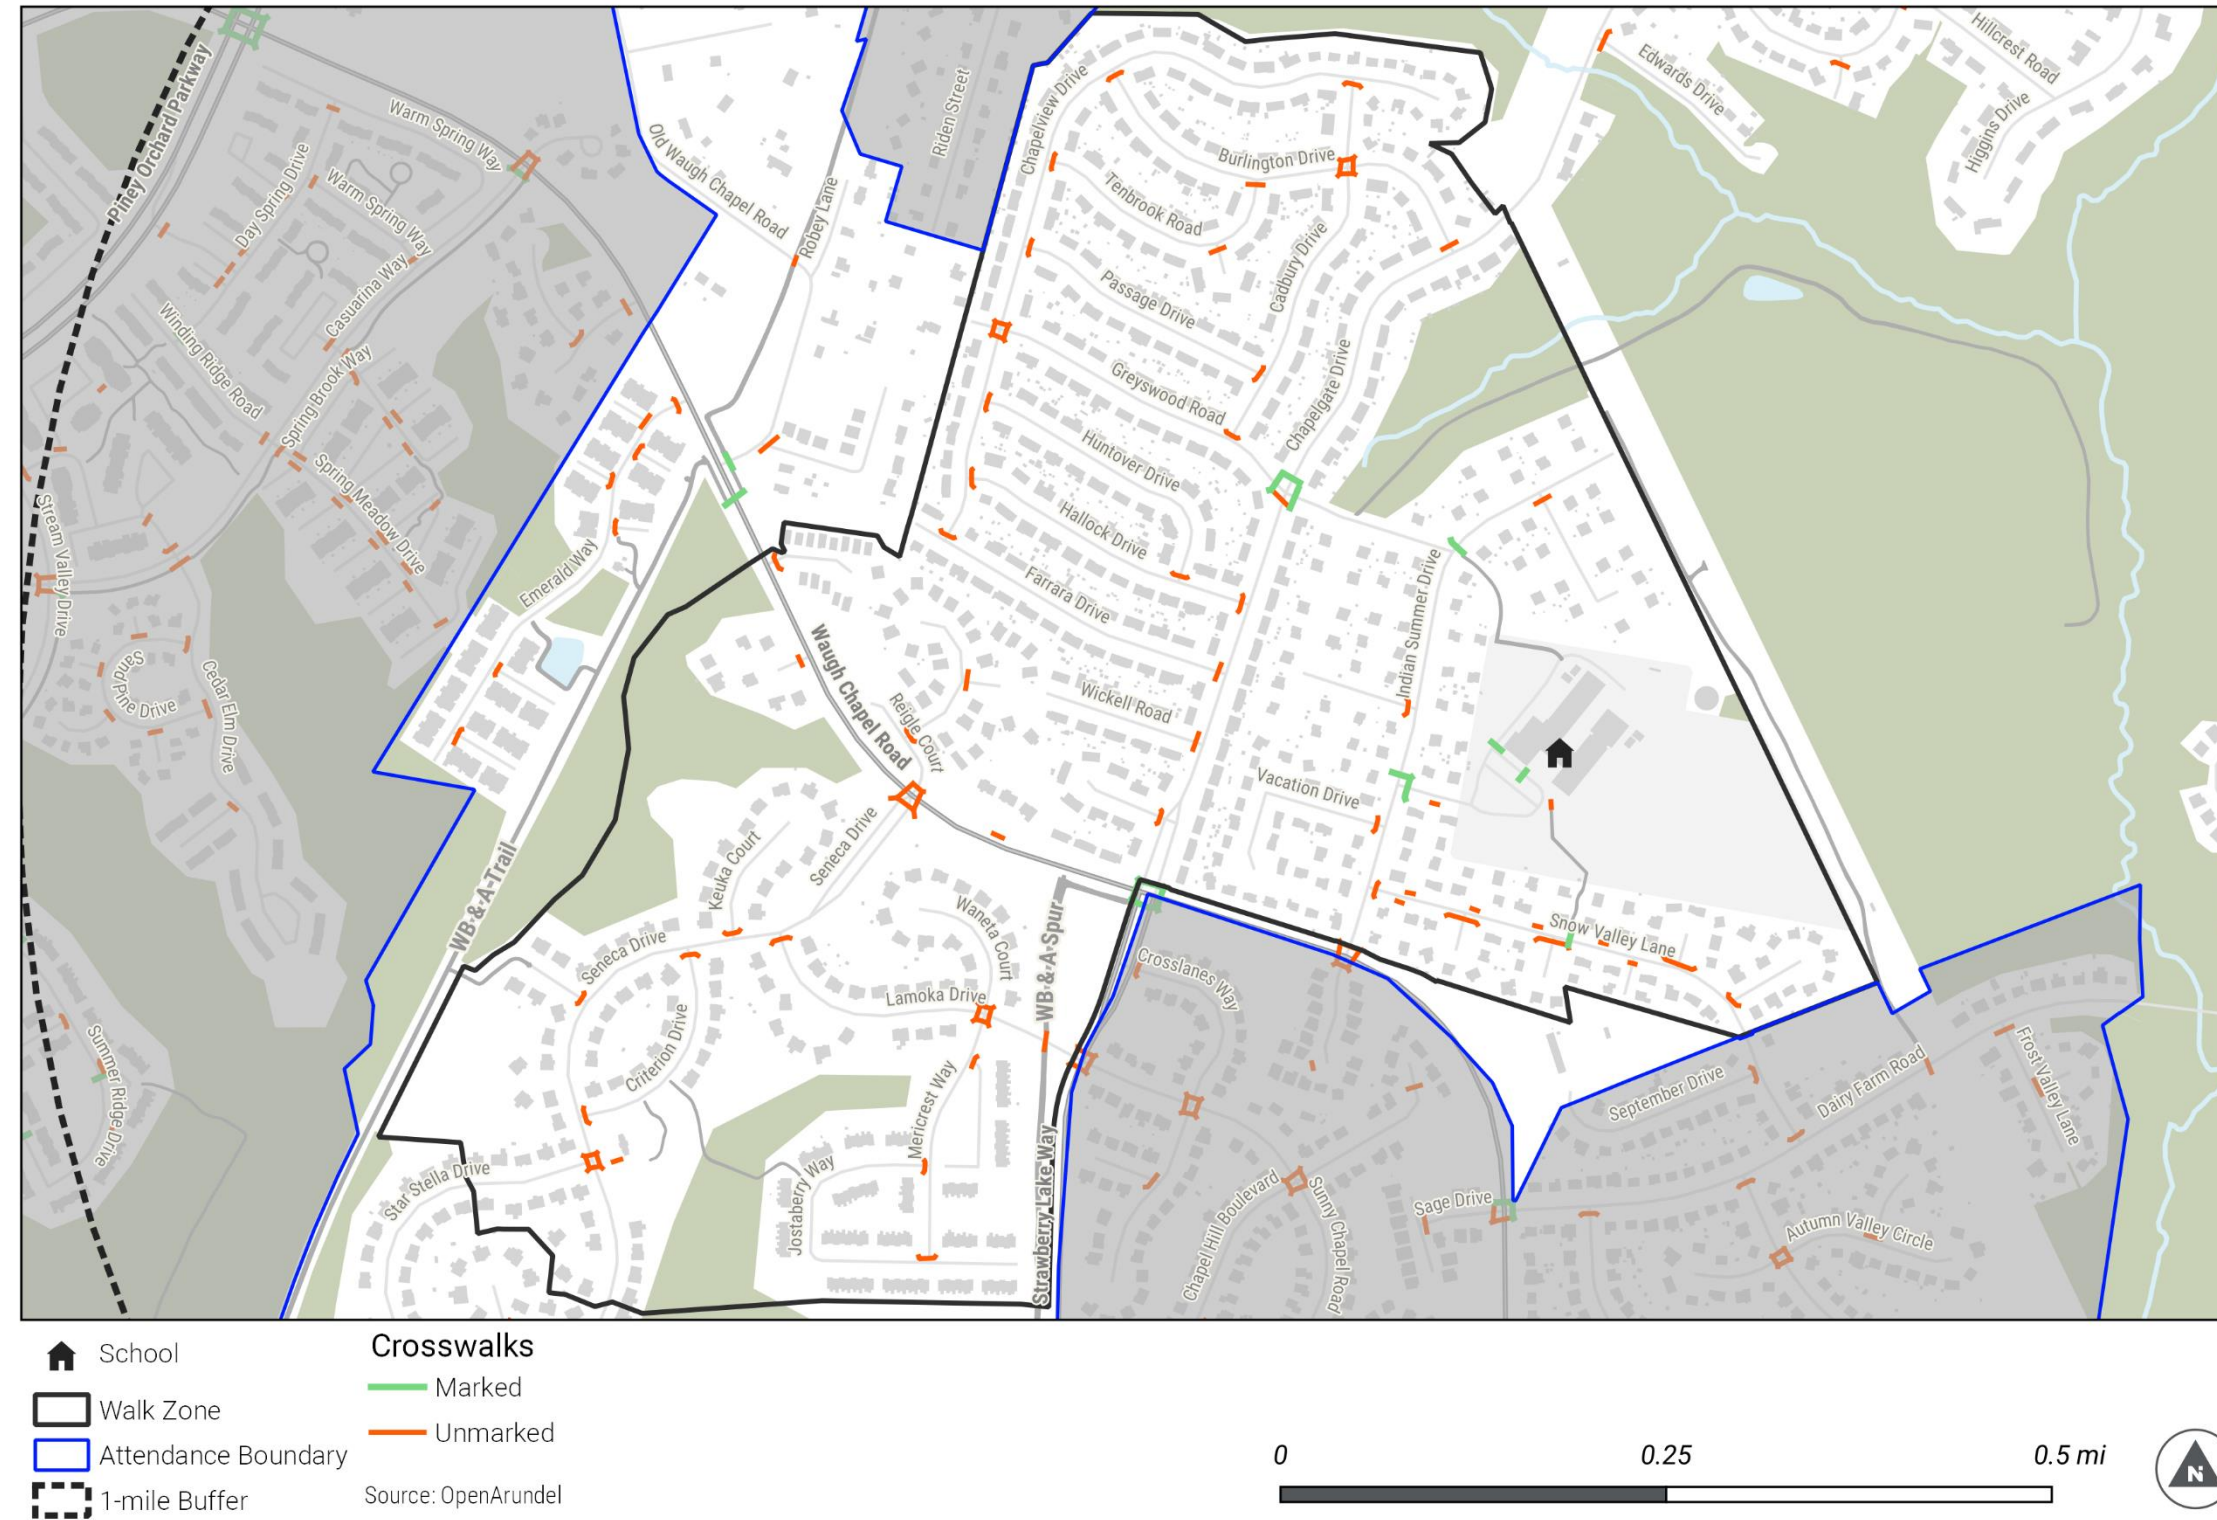 Piney Orchard Parkway
Warm Spring Way
Old Waugh Chapel Road
Riden Street
Robey Lane
Chapelview Drive
Edwards Drive
Hillcrest Road
Higgins Drive
Day Spring Drive
Warm Spring Way
Casuarina Way
Winding Ridge Road
Spring Brook Way
Spring Meadow Drive
Stream Valley Drive
Burlington Drive
Tenbrook Road
Cadbury Drive
Passage Drive
Greyswood Road
Chapelgate Drive
Huntover Drive
Hallock Drive
Farrara Drive
Emerald Way
Waugh Chapel Road
Reigle Court
Wickell Road
Indian Summer Drive
Vacation Drive
Sand Pine Drive
Cedar Elm Drive
WB & A Trail
Keuka Court
Seneca Drive
Seneca Drive
Waneta Court
Lamoka Drive
WB & A Spur
Crosslanes Way
Snow Valley Lane
Criterion Drive
Mericrest Way
Summer Ridge Drive
Star Stella Drive
Jostaberry Way
Strawberry Lake Way
Chapel Hill Boulevard
Sunny Chapel Road
Sage Drive
September Drive
Dairy Farm Road
Frost Valley Lane
Autumn Valley Circle
School
Walk Zone
Attendance Boundary
1-mile Buffer
Crosswalks
Marked
Unmarked
Source: OpenArundel
0 0.25 0.5 mi
N